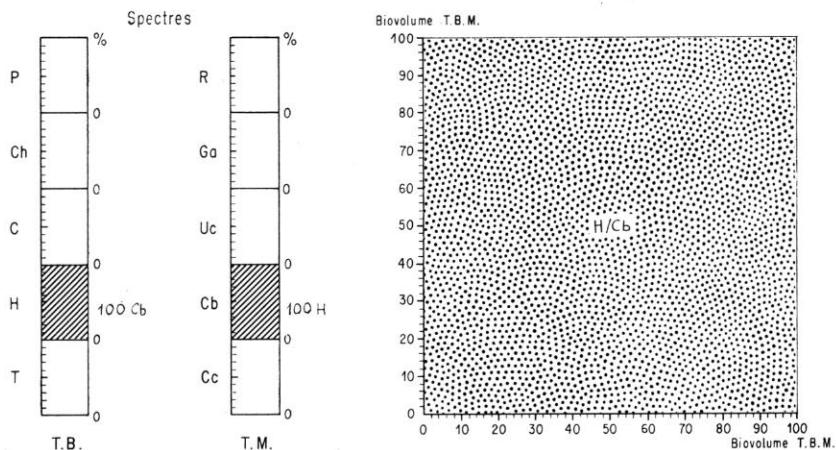 Spectres
%
P
0
Ch
0
C
0
H
100 Cb
0
T
0
T.B.
%
R
0
Ga
0
Uc
0
Cb
100 H
0
Cc
0
T.M.
Biovolume T.B.M.
100
90
80
70
60
50
40
30
20
10
0
H/Cb
0 10 20 30 40 50 60 70 80 90 100
Biovolume T.B.M.